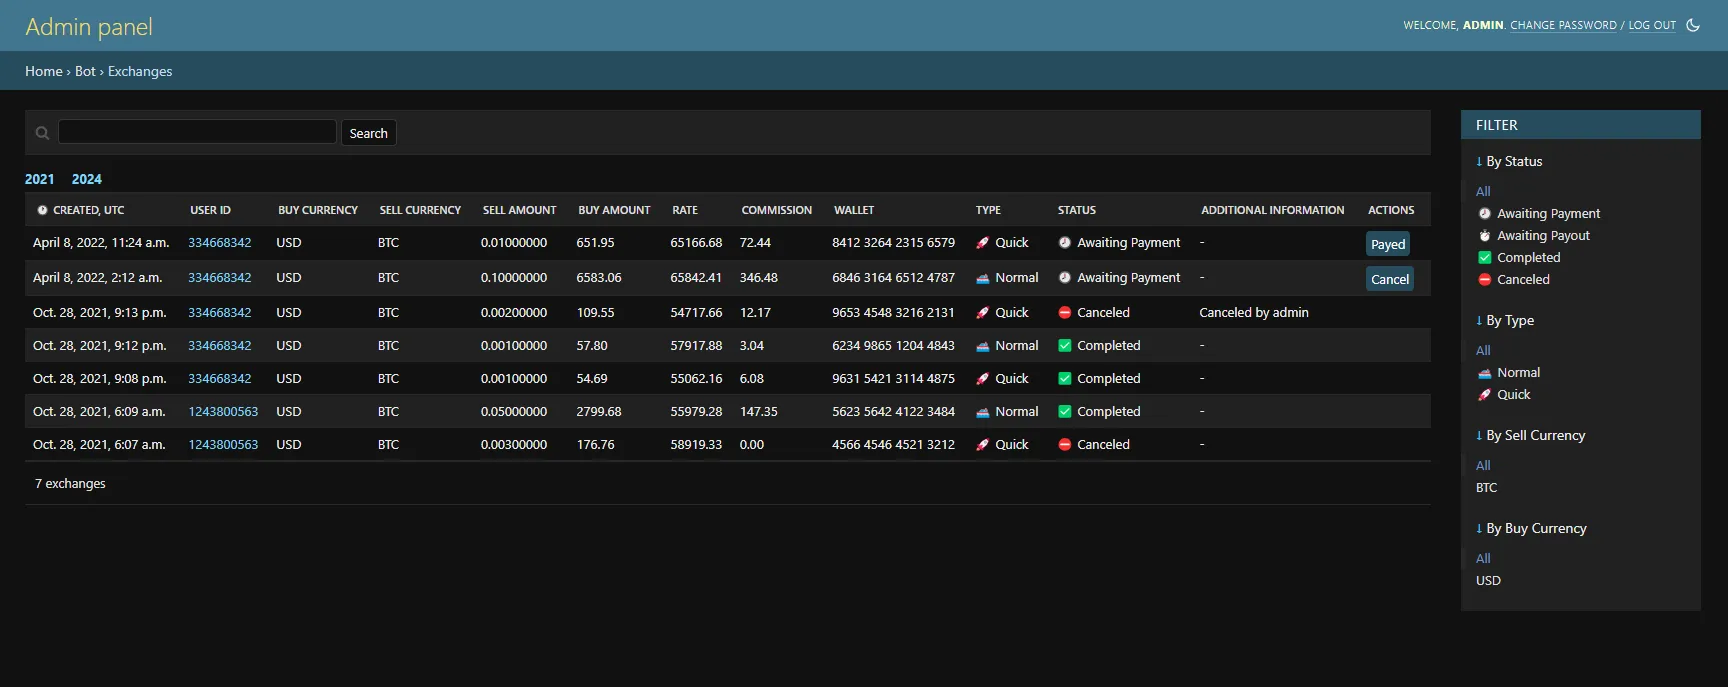 Admin panel
WELCOME, ADMIN. CHANGE PASSWORD / LOG OUT
Home › Bot › Exchanges
Search
2021 2024
CREATED, UTC USER ID BUY CURRENCY SELL CURRENCY SELL AMOUNT BUY AMOUNT RATE COMMISSION WALLET TYPE STATUS ADDITIONAL INFORMATION ACTIONS
April 8, 2022, 11:24 a.m. 334668342 USD BTC 0.01000000 651.95 65166.68 72.44 8412 3264 2315 6579 Quick Awaiting Payment - Payed
April 8, 2022, 2:12 a.m. 334668342 USD BTC 0.10000000 6583.06 65842.41 346.48 6846 3164 6512 4787 Normal Awaiting Payment - Cancel
Oct. 28, 2021, 9:13 p.m. 334668342 USD BTC 0.00200000 109.55 54717.66 12.17 9653 4548 3216 2131 Quick Canceled Canceled by admin
Oct. 28, 2021, 9:12 p.m. 334668342 USD BTC 0.00100000 57.80 57917.88 3.04 6234 9865 1204 4843 Normal Completed -
Oct. 28, 2021, 9:08 p.m. 334668342 USD BTC 0.00100000 54.69 55062.16 6.08 9631 5421 3114 4875 Quick Completed -
Oct. 28, 2021, 6:09 a.m. 1243800563 USD BTC 0.05000000 2799.68 55979.28 147.35 5623 5642 4122 3484 Normal Completed -
Oct. 28, 2021, 6:07 a.m. 1243800563 USD BTC 0.00300000 176.76 58919.33 0.00 4566 4546 4521 3212 Quick Canceled -
7 exchanges
FILTER
↓ By Status
All
Awaiting Payment
Awaiting Payout
Completed
Canceled
↓ By Type
All
Normal
Quick
↓ By Sell Currency
All
BTC
↓ By Buy Currency
All
USD